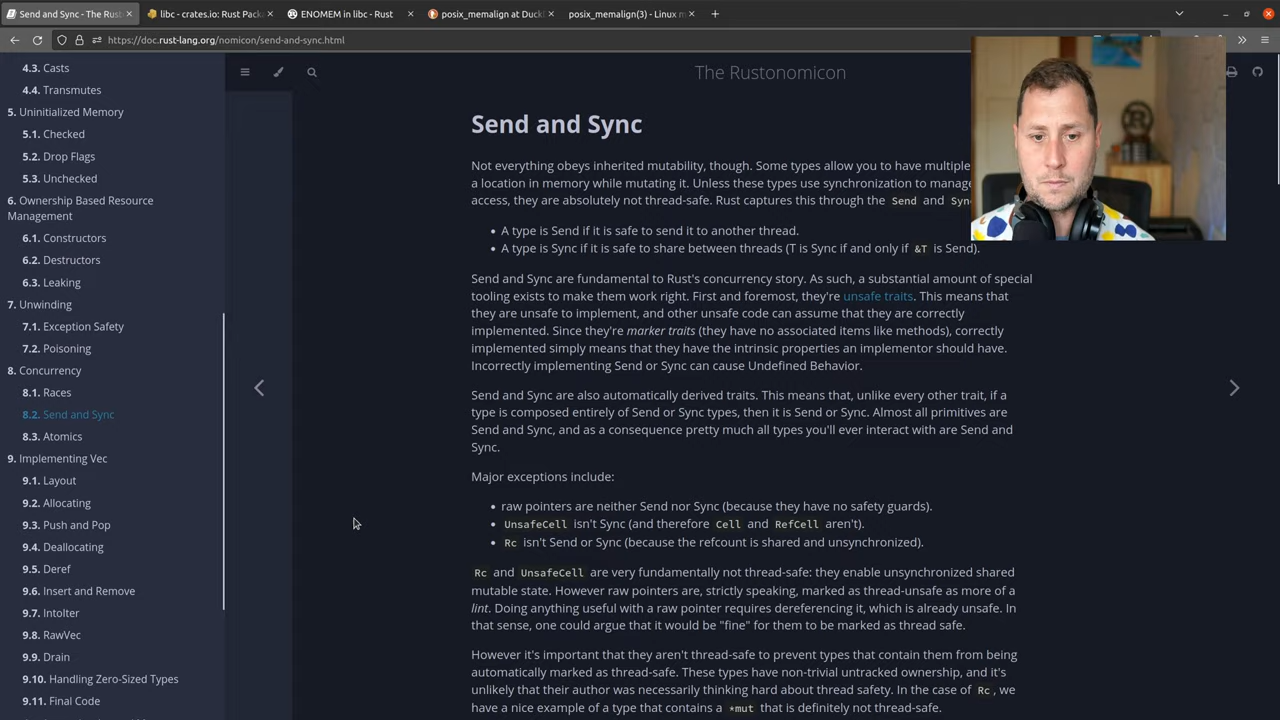 Send and Sync - The Rust
libc - crates.io: Rust Pack
ENOMEM in libc - Rust
posix_memalign at Duck
posix_memalign(3) - Linux m
https://doc.rust-lang.org/nomicon/send-and-sync.html
4.3. Casts
4.4. Transmutes
5. Uninitialized Memory
5.1. Checked
5.2. Drop Flags
5.3. Unchecked
6. Ownership Based Resource
Management
6.1. Constructors
6.2. Destructors
6.3. Leaking
7. Unwinding
7.1. Exception Safety
7.2. Poisoning
8. Concurrency
8.1. Races
8.2. Send and Sync
8.3. Atomics
9. Implementing Vec
9.1. Layout
9.2. Allocating
9.3. Push and Pop
9.4. Deallocating
9.5. Deref
9.6. Insert and Remove
9.7. IntoIter
9.8. RawVec
9.9. Drain
9.10. Handling Zero-Sized Types
9.11. Final Code
The Rustonomicon
Send and Sync
Not everything obeys inherited mutability, though. Some types allow you to have multiple
a location in memory while mutating it. Unless these types use synchronization to manage
access, they are absolutely not thread-safe. Rust captures this through the Send and Syn
• A type is Send if it is safe to send it to another thread.
• A type is Sync if it is safe to share between threads (T is Sync if and only if &T is Send).
Send and Sync are fundamental to Rust's concurrency story. As such, a substantial amount of special
tooling exists to make them work right. First and foremost, they're unsafe traits. This means that
they are unsafe to implement, and other unsafe code can assume that they are correctly
implemented. Since they're marker traits (they have no associated items like methods), correctly
implemented simply means that they have the intrinsic properties an implementor should have.
Incorrectly implementing Send or Sync can cause Undefined Behavior.
Send and Sync are also automatically derived traits. This means that, unlike every other trait, if a
type is composed entirely of Send or Sync types, then it is Send or Sync. Almost all primitives are
Send and Sync, and as a consequence pretty much all types you'll ever interact with are Send and
Sync.
Major exceptions include:
• raw pointers are neither Send nor Sync (because they have no safety guards).
• UnsafeCell isn't Sync (and therefore Cell and RefCell aren't).
• Rc isn't Send or Sync (because the refcount is shared and unsynchronized).
Rc and UnsafeCell are very fundamentally not thread-safe: they enable unsynchronized shared
mutable state. However raw pointers are, strictly speaking, marked as thread-unsafe as more of a
lint. Doing anything useful with a raw pointer requires dereferencing it, which is already unsafe. In
that sense, one could argue that it would be "fine" for them to be marked as thread safe.
However it's important that they aren't thread-safe to prevent types that contain them from being
automatically marked as thread-safe. These types have non-trivial untracked ownership, and it's
unlikely that their author was necessarily thinking hard about thread safety. In the case of Rc, we
have a nice example of a type that contains a *mut that is definitely not thread-safe.